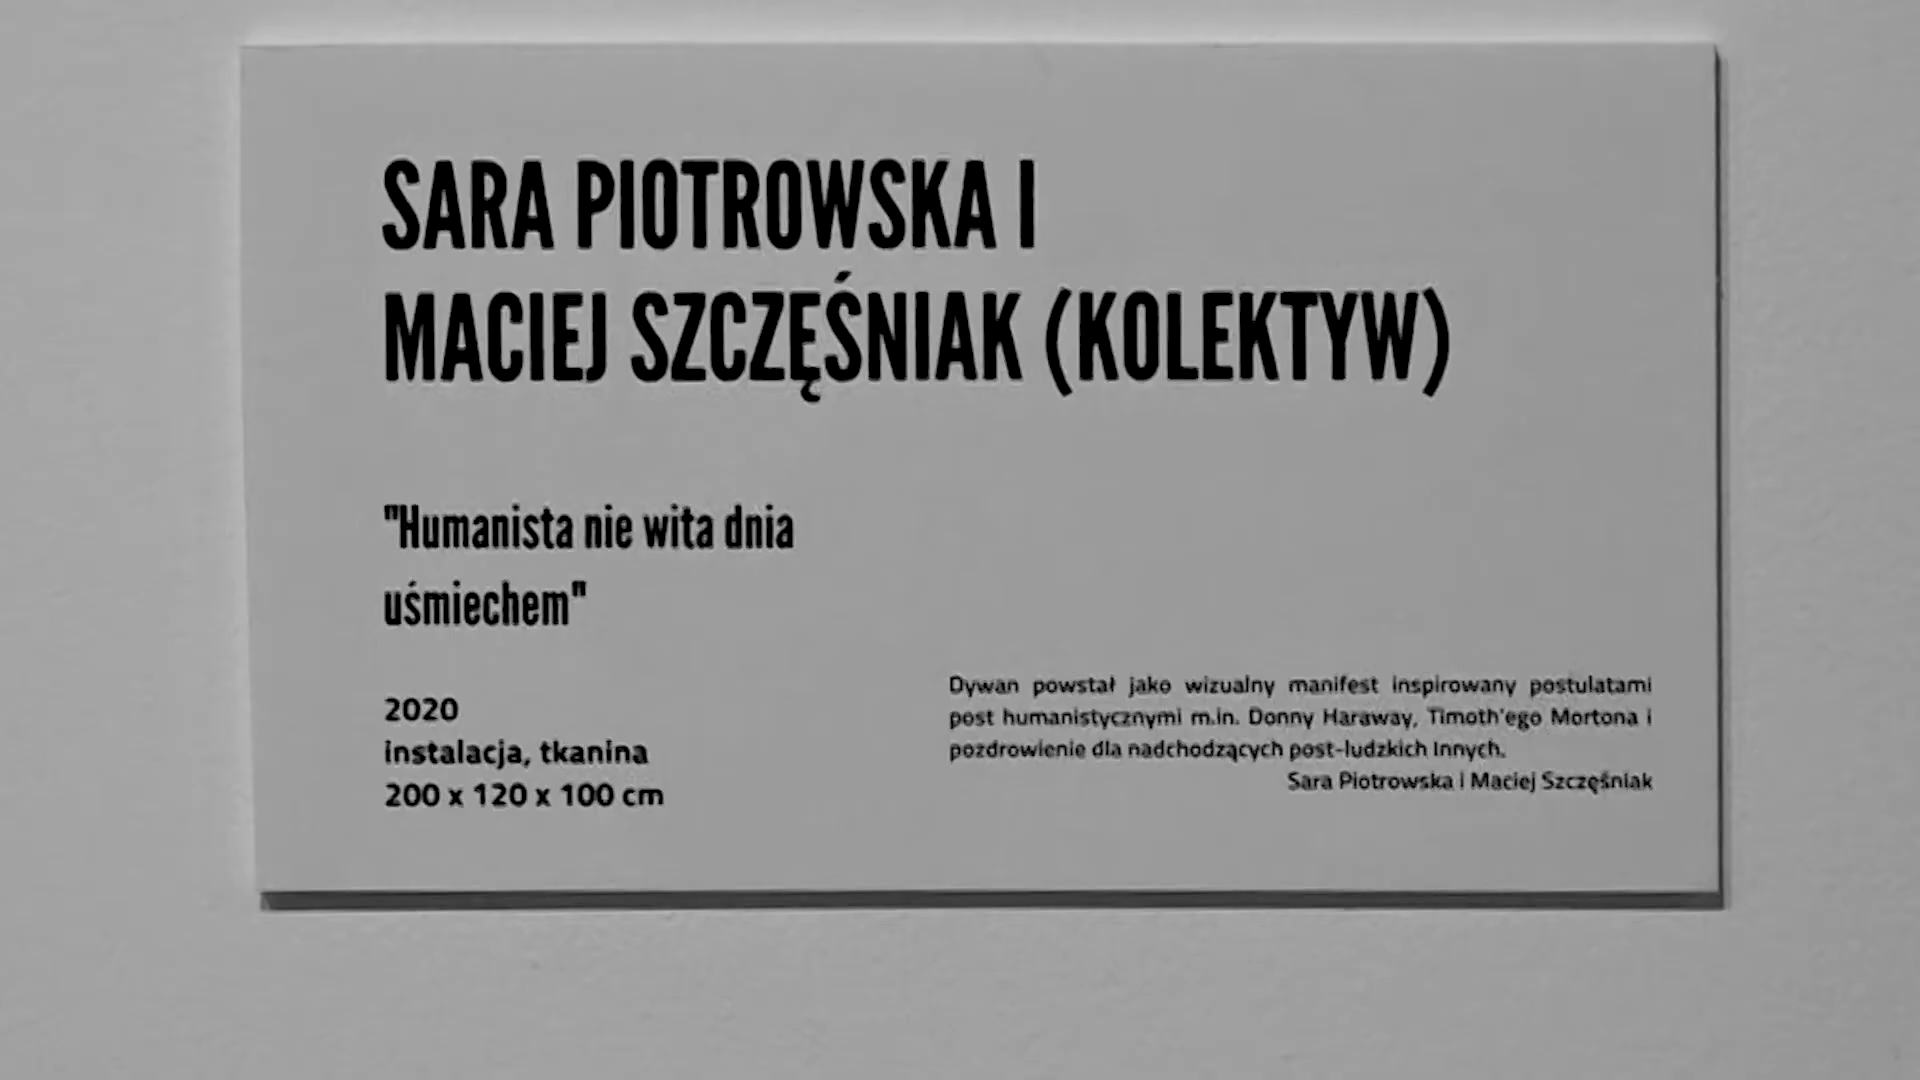 SARA PIOTROWSKA I
MACIEJ SZCZĘŚNIAK (KOLEKTYW)
"Humanista nie wita dnia
uśmiechem"
2020
instalacja, tkanina
200 x 120 x 100 cm
Dywan powstał jako wizualny manifest inspirowany postulatami
post humanistycznymi m.in. Donny Haraway, Timoth'ego Mortona i
pozdrowienie dla nadchodzących post-ludzkich Innych.
Sara Piotrowska i Maciej Szczęśniak